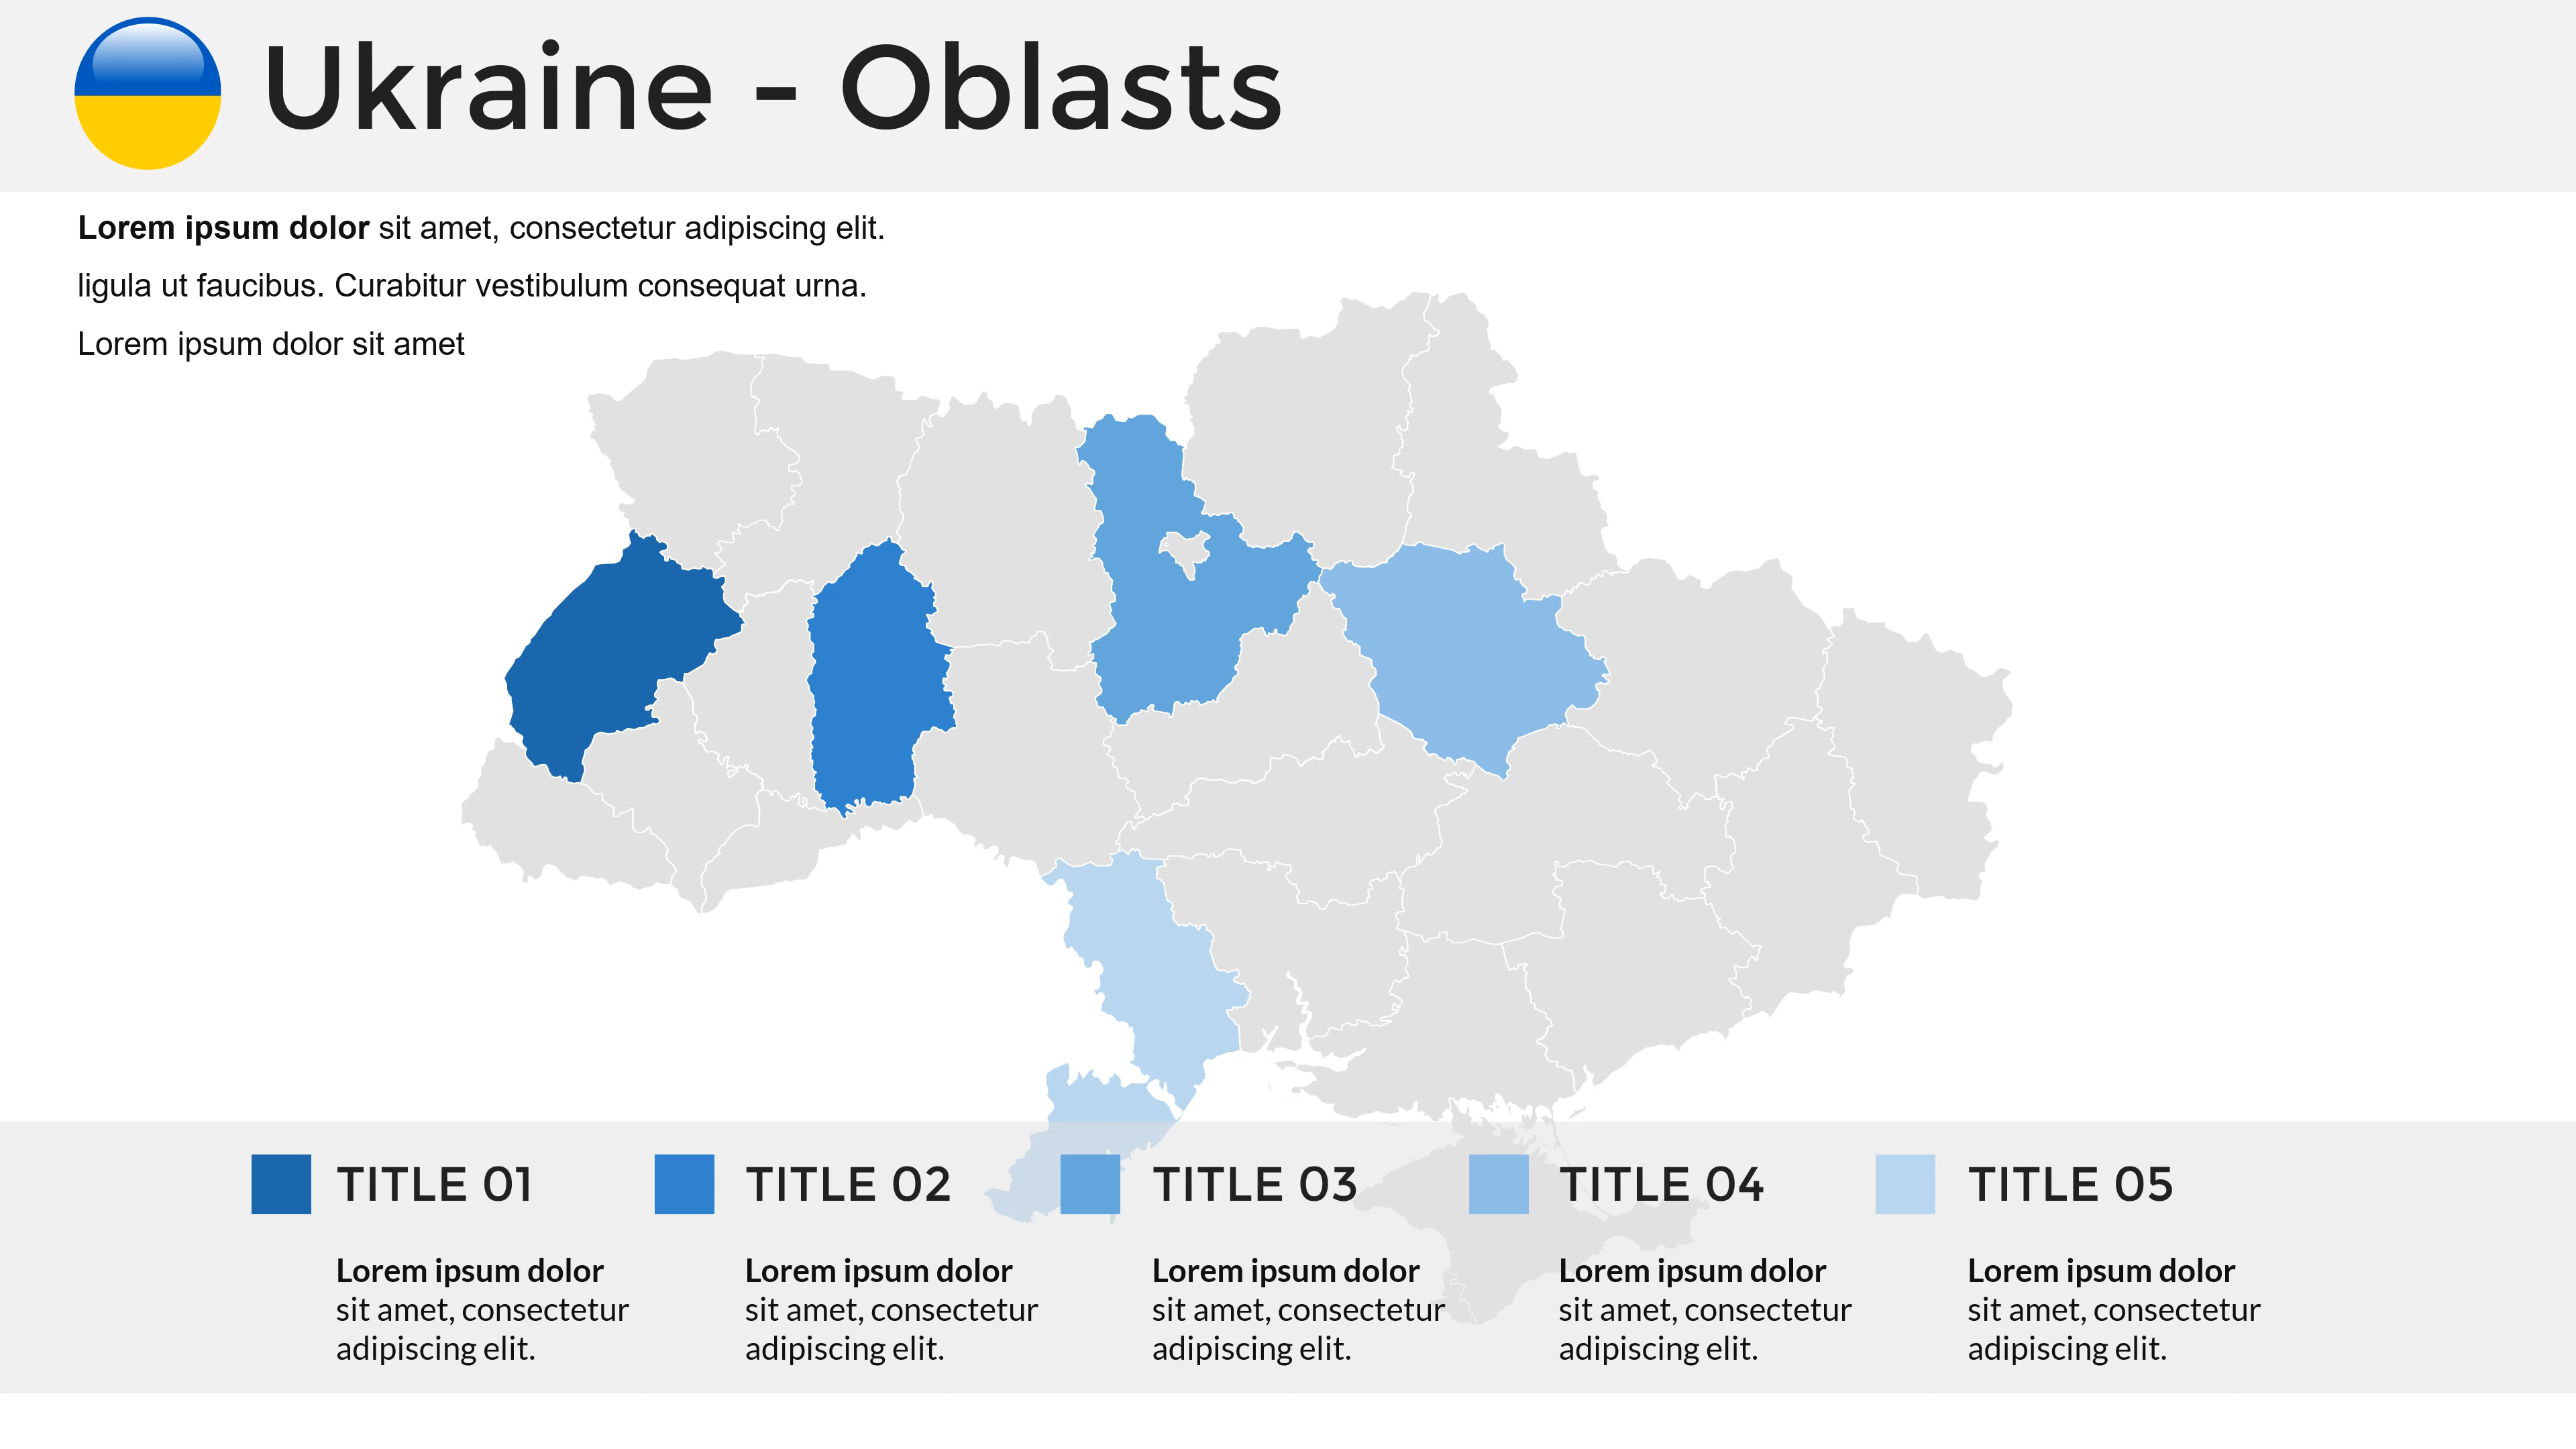 Ukraine - Oblasts
Lorem ipsum dolor sit amet, consectetur adipiscing elit.
ligula ut faucibus. Curabitur vestibulum consequat urna.
Lorem ipsum dolor sit amet
TITLE 01
Lorem ipsum dolor
sit amet, consectetur
adipiscing elit.
TITLE 02
Lorem ipsum dolor
sit amet, consectetur
adipiscing elit.
TITLE 03
Lorem ipsum dolor
sit amet, consectetur
adipiscing elit.
TITLE 04
Lorem ipsum dolor
sit amet, consectetur
adipiscing elit.
TITLE 05
Lorem ipsum dolor
sit amet, consectetur
adipiscing elit.